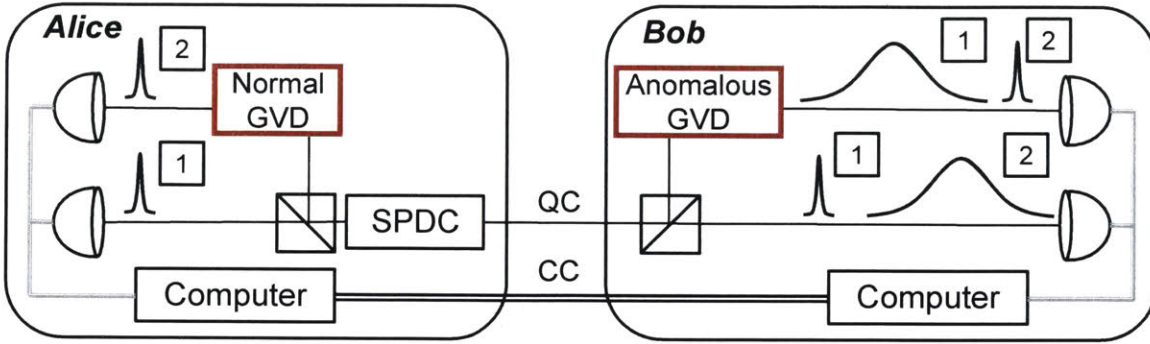 Alice
Bob
2
Normal
GVD
Anomalous
GVD
1
2
1
1
2
SPDC
QC
CC
Computer
Computer